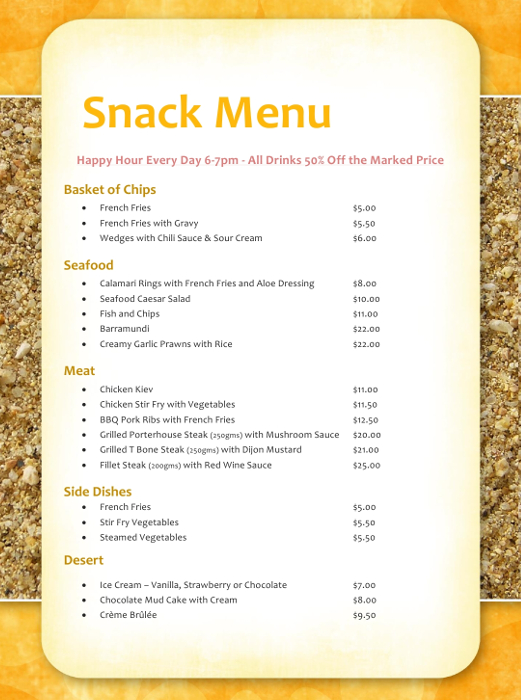 Snack Menu
Happy Hour Every Day 6-7pm - All Drinks 50% Off the Marked Price
Basket of Chips
• French Fries $5.00
• French Fries with Gravy $5.50
• Wedges with Chili Sauce & Sour Cream $6.00
Seafood
• Calamari Rings with French Fries and Aloe Dressing $8.00
• Seafood Caesar Salad $10.00
• Fish and Chips $11.00
• Barramundi $22.00
• Creamy Garlic Prawns with Rice $22.00
Meat
• Chicken Kiev $11.00
• Chicken Stir Fry with Vegetables $11.50
• BBQ Pork Ribs with French Fries $12.50
• Grilled Porterhouse Steak (250gms) with Mushroom Sauce $20.00
• Grilled T Bone Steak (250gms) with Dijon Mustard $21.00
• Fillet Steak (200gms) with Red Wine Sauce $25.00
Side Dishes
• French Fries $5.00
• Stir Fry Vegetables $5.50
• Steamed Vegetables $5.50
Desert
• Ice Cream – Vanilla, Strawberry or Chocolate $7.00
• Chocolate Mud Cake with Cream $8.00
• Crème Brûlée $9.50